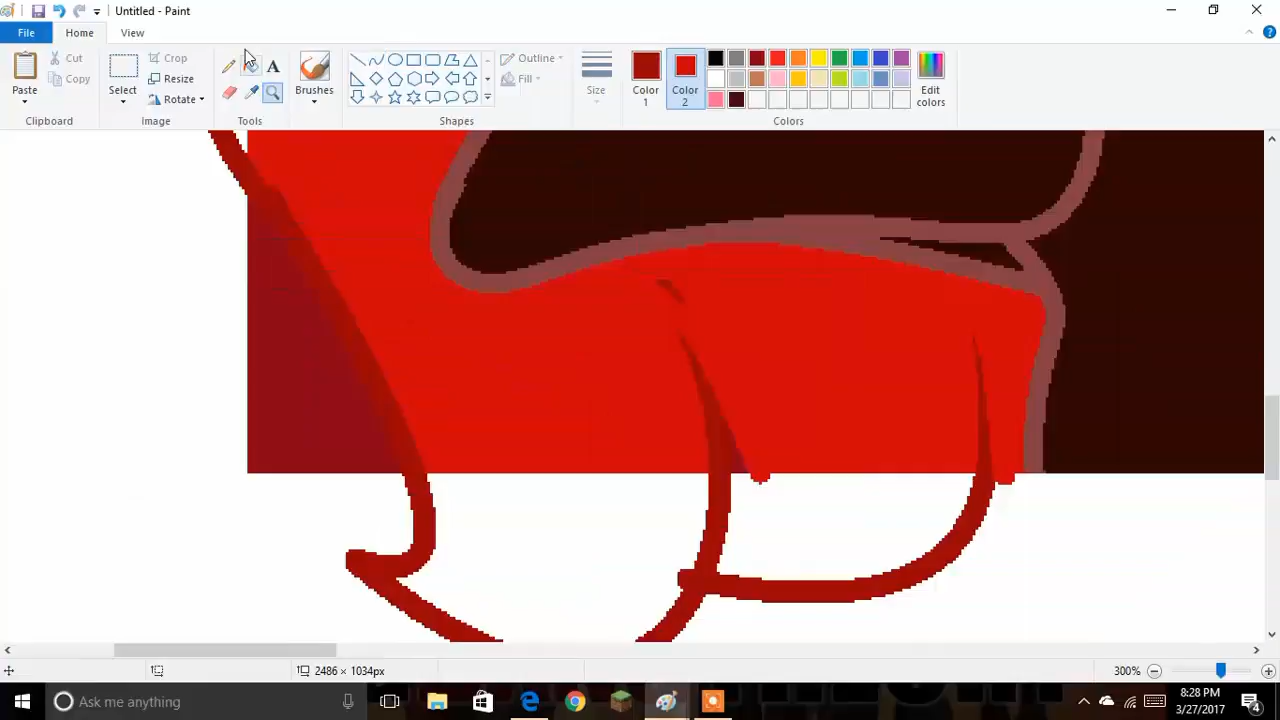 Untitled - Paint
File
Home
View
Paste
Cut
Copy
Clipboard
Select
Crop
Resize
Rotate
Image
A
Tools
Brushes
Outline
Fill
Shapes
Size
Color 1
Color 2
Edit colors
Colors
2486 × 1034px
300%
Ask me anything
8:28 PM
3/27/2017
4